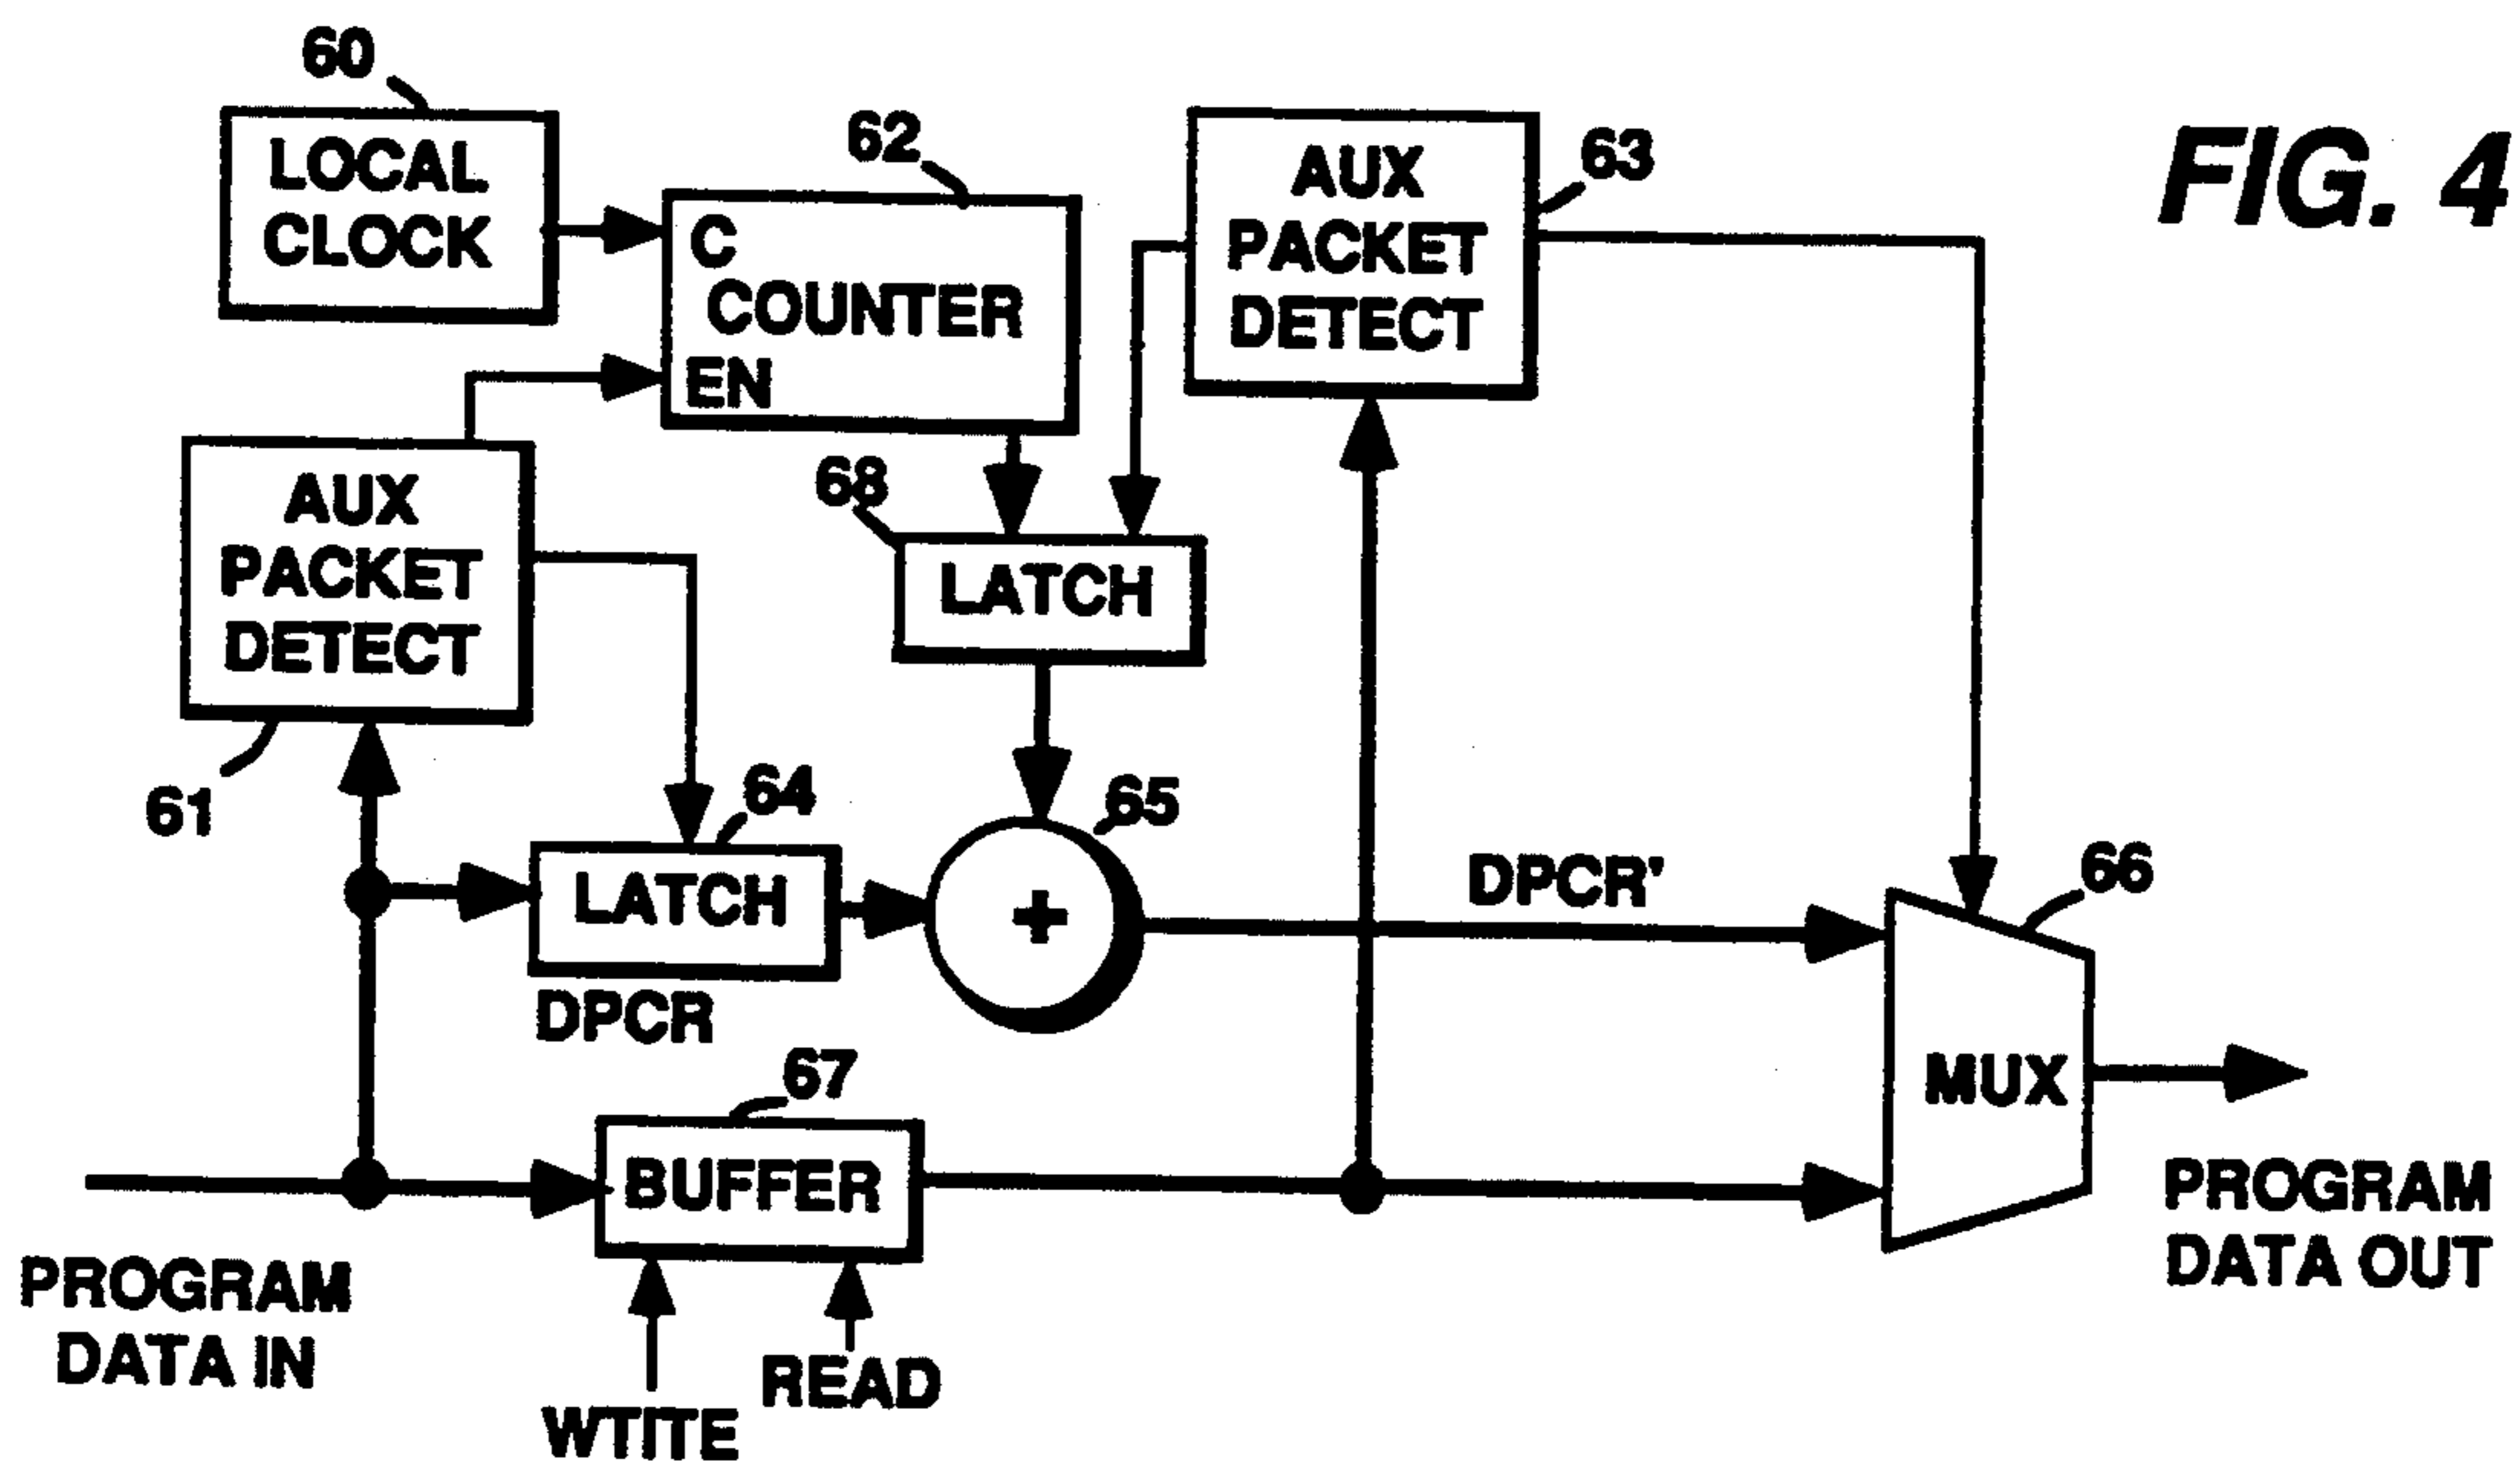 60
LOCAL
CLOCK
62
C
COUNTER
EN
AUX
PACKET
DETECT
63
FIG. 4
AUX
PACKET
DETECT
61
68
LATCH
64
LATCH
DPCR
65
+
DPCR'
66
MUX
67
BUFFER
PROGRAM
DATA IN
WTITE
READ
PROGRAM
DATA OUT